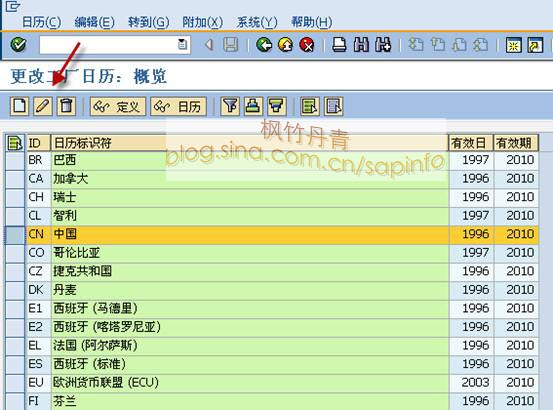 日历(C) 编辑(E) 转到(G) 附加(X) 系统(Y) 帮助(H)
更改工厂日历: 概览
定义 日历
枫竹丹青
blog.sina.com.cn/sapinfo
ID 日历标识符 有效日 有效期
BR 巴西 1997 2010
CA 加拿大 1996 2010
CH 瑞士 1996 2010
CL 智利 1997 2010
CN 中国 1996 2010
CO 哥伦比亚 1997 2010
CZ 捷克共和国 1996 2010
DK 丹麦 1996 2010
E1 西班牙 (马德里) 1996 2010
E2 西班牙 (喀塔罗尼亚) 1996 2010
EL 法国 (阿尔萨斯) 1996 2010
ES 西班牙 (标准) 1996 2010
EU 欧洲货币联盟 (ECU) 2003 2010
FI 芬兰 1996 2010